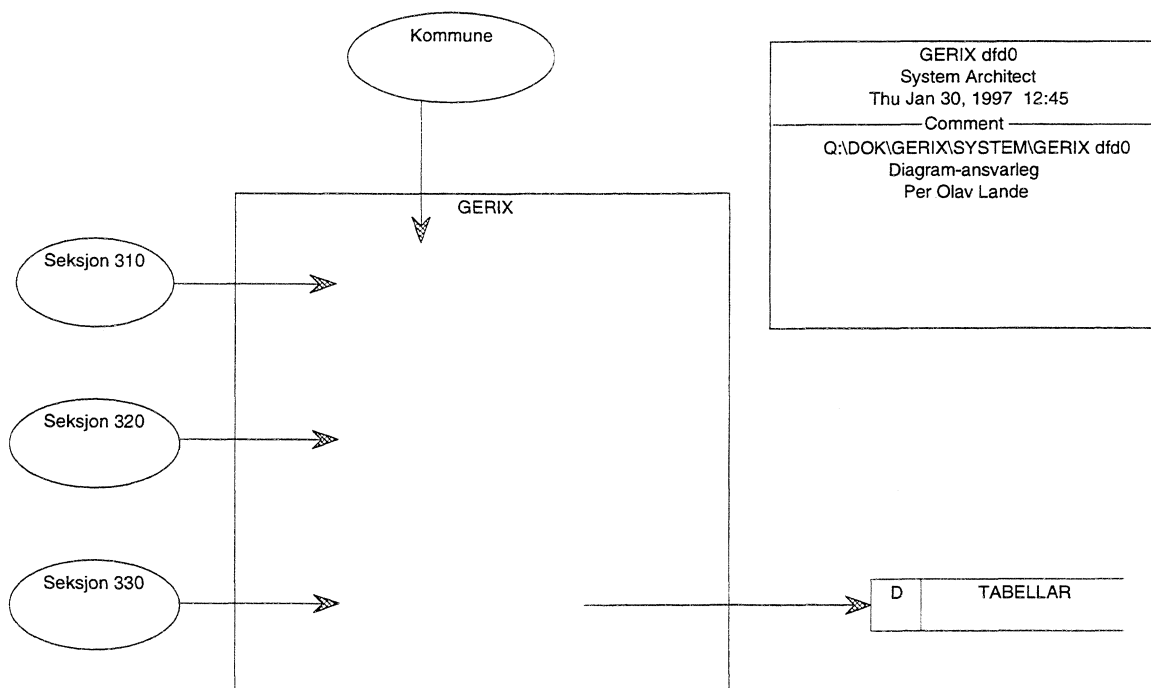 Kommune
GERIX dfd0
System Architect
Thu Jan 30, 1997 12:45
Comment
Q:\DOK\GERIX\SYSTEM\GERIX dfd0
Diagram-ansvarleg
Per Olav Lande
GERIX
Seksjon 310
Seksjon 320
Seksjon 330
D TABELLAR